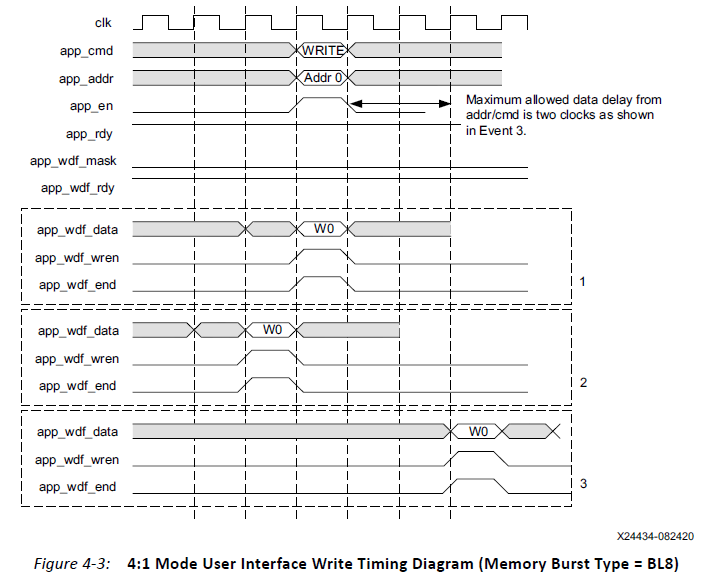 clk
app_cmd
WRITE
app_addr
Addr 0
app_en
Maximum allowed data delay from
addr/cmd is two clocks as shown
in Event 3.
app_rdy
app_wdf_mask
app_wdf_rdy
app_wdf_data
W0
app_wdf_wren
app_wdf_end
1
app_wdf_data
W0
app_wdf_wren
app_wdf_end
2
app_wdf_data
W0
app_wdf_wren
app_wdf_end
3
X24434-082420
Figure 4-3: 4:1 Mode User Interface Write Timing Diagram (Memory Burst Type = BL8)